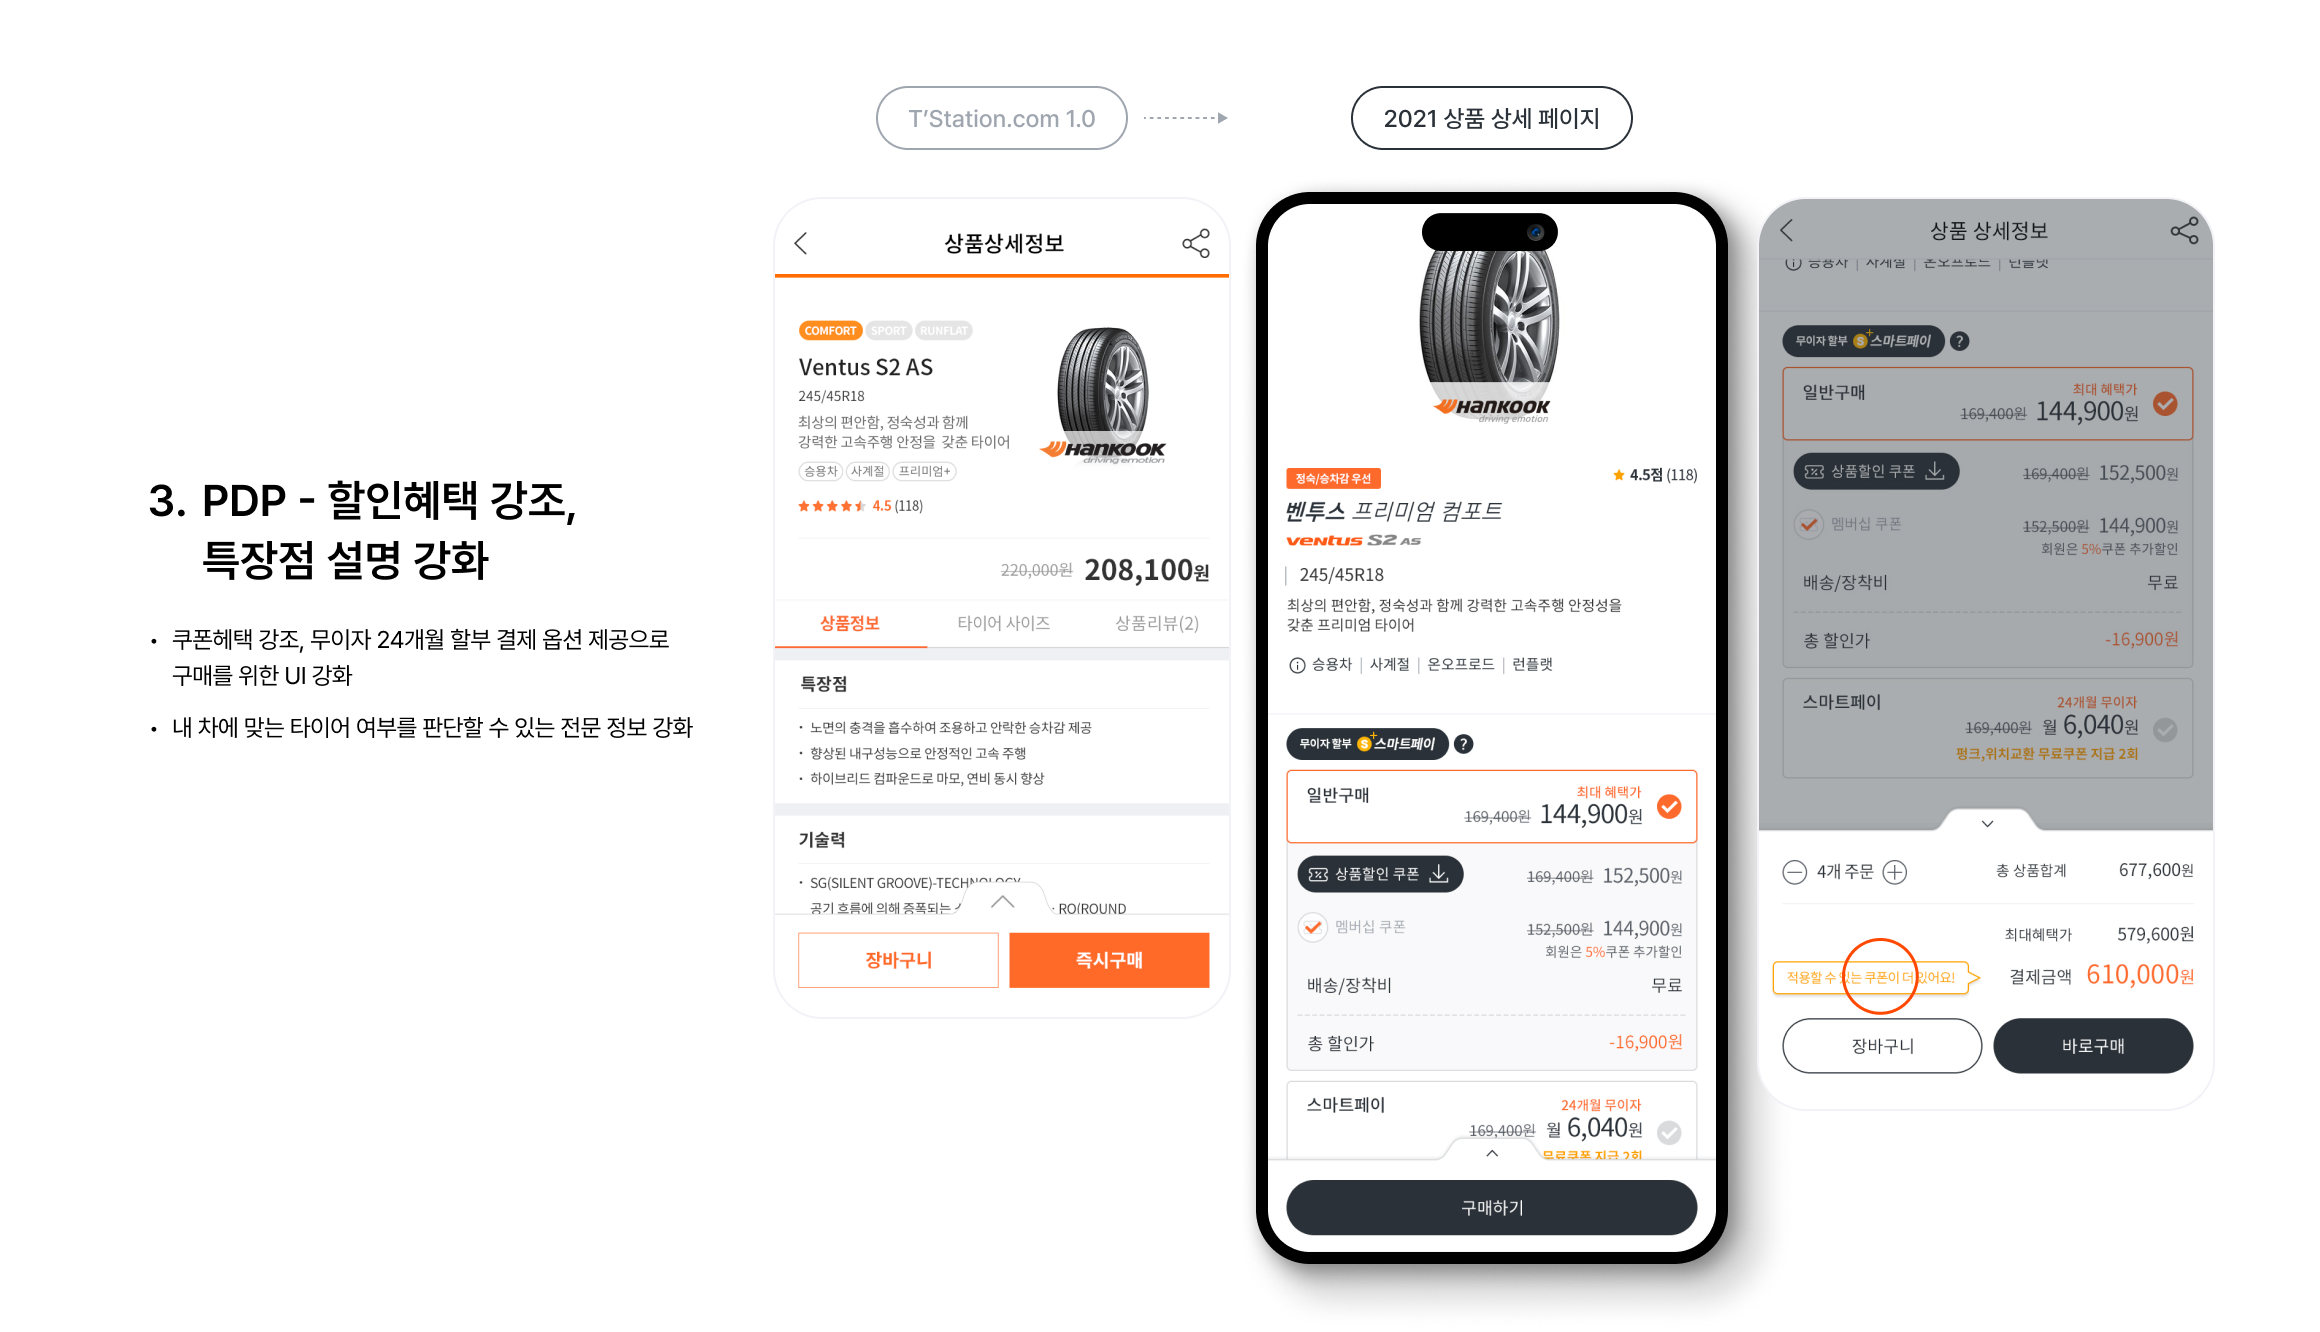 T'Station.com 1.0
2021 상품 상세 페이지
3. PDP - 할인혜택 강조,
특장점 설명 강화
• 쿠폰헤택 강조, 무이자 24개월 할부 결제 옵션 제공으로
구매를 위한 UI 강화
• 내 차에 맞는 타이어 여부를 판단할 수 있는 전문 정보 강화
상품상세정보
COMFORT SPORT RUNFLAT
Ventus S2 AS
245/45R18
최상의 편안함, 정숙성과 함께
강력한 고속주행 안정을 갖춘 타이어
승용차 사계절 프리미엄+
HANKOOK
driving emotion
4.5 (118)
220,000원 208,100원
상품정보 타이어 사이즈 상품리뷰(2)
특장점
• 노면의 충격을 흡수하여 조용하고 안락한 승차감 제공
• 향상된 내구성능으로 안정적인 고속 주행
• 하이브리드 컴파운드로 마모, 연비 동시 향상
기술력
• SG(SILENT GROOVE)-TECHNOLOGY
공기 흐름에 의해 증폭되는 RO(ROUND
장바구니 즉시구매
HANKOOK
driving emotion
정숙/승차감 우선 4.5점 (118)
벤투스 프리미엄 컴포트
ventus S2 AS
245/45R18
최상의 편안함, 정숙성과 함께 강력한 고속주행 안정성을
갖춘 프리미엄 타이어
승용차 | 사계절 | 온오프로드 | 런플랫
무이자 할부 S+ 스마트페이 ?
일반구매 최대 혜택가
169,400원 144,900원
상품할인 쿠폰 169,400원 152,500원
멤버십 쿠폰 152,500원 144,900원
회원은 5%쿠폰 추가할인
배송/장착비 무료
총 할인가 -16,900원
스마트페이 24개월 무이자
169,400원 월 6,040원
무료쿠폰 지급 2회
구매하기
상품 상세정보
승용차 | 사계절 | 온오프로드 | 런플랫
무이자 할부 S+ 스마트페이 ?
일반구매 최대 혜택가
169,400원 144,900원
상품할인 쿠폰 169,400원 152,500원
멤버십 쿠폰 152,500원 144,900원
회원은 5%쿠폰 추가할인
배송/장착비 무료
총 할인가 -16,900원
스마트페이 24개월 무이자
169,400원 월 6,040원
펑크,위치교환 무료쿠폰 지급 2회
4개 주문 총 상품합계 677,600원
최대혜택가 579,600원
적용할 수 있는 쿠폰이 더 있어요! 결제금액 610,000원
장바구니 바로구매